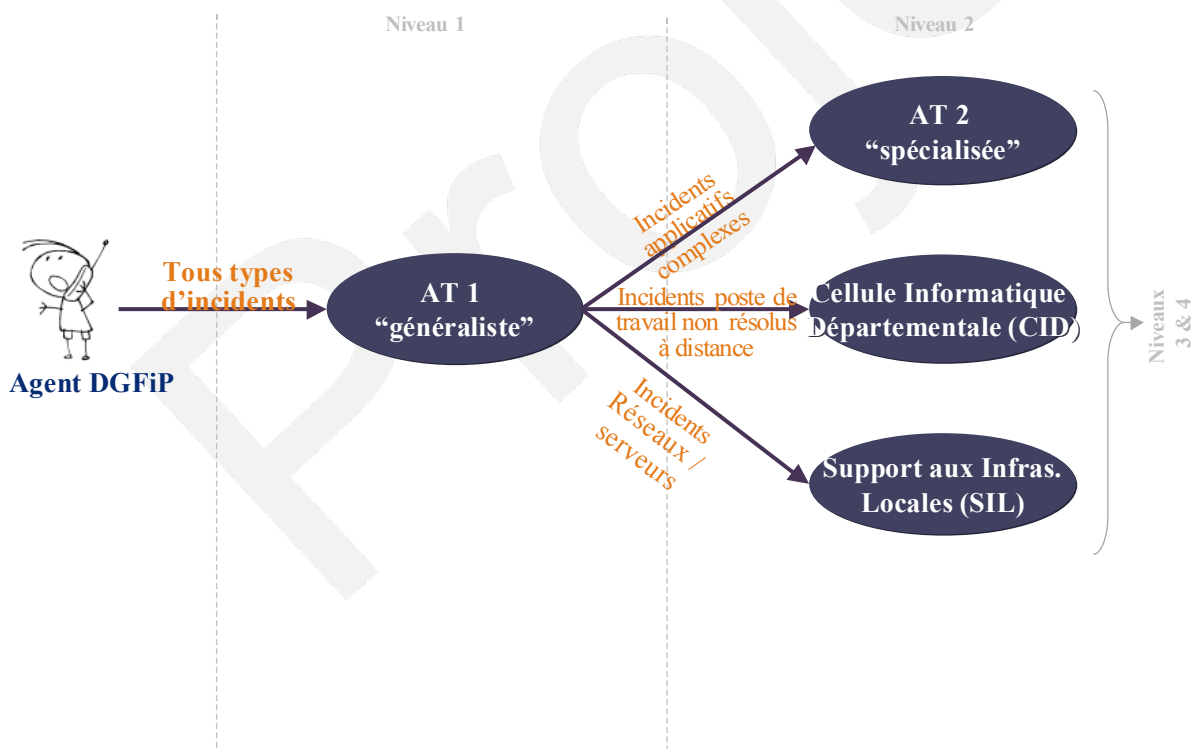 Niveau 1
Niveau 2
AT 2
“spécialisée”
Incidents
applicatifs
complexes
Tous types
d’incidents
AT 1
“généraliste”
Incidents poste de
travail non résolus
à distance
Cellule Informatique
Départementale (CID)
Niveaux
3 & 4
Agent DGFiP
Incidents
Réseaux /
serveurs
Support aux Infras.
Locales (SIL)
Proj